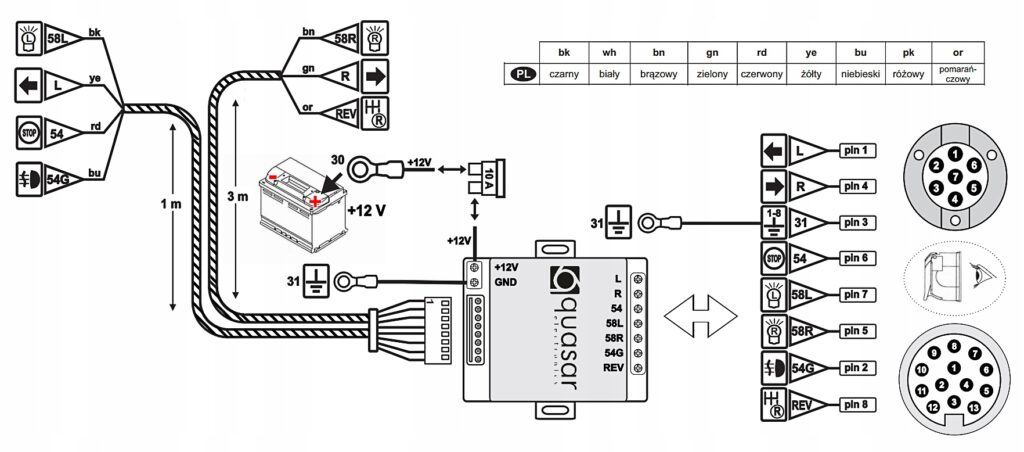 bk
58L
L
ye
L
rd
STOP
54
bu
54G
bn
58R
R
gn
R
or
REV
R
1 m
3 m
30
+12V
10 A
+12 V
+12V
31
+12V
GND
quasar
electronics
L
R
54
58L
58R
54G
REV
1
bk wh bn gn rd ye bu pk or
PL czarny biały brązowy zielony czerwony żółty niebieski różowy pomarań-
czowy
L pin 1
R pin 4
31
1-8
31 pin 3
STOP 54 pin 6
L 58L pin 7
R 58R pin 5
54G pin 2
R REV pin 8
1
2 6
7
3 5
4
8
9 7
10 1 6
2 4
11 5
12 3 13